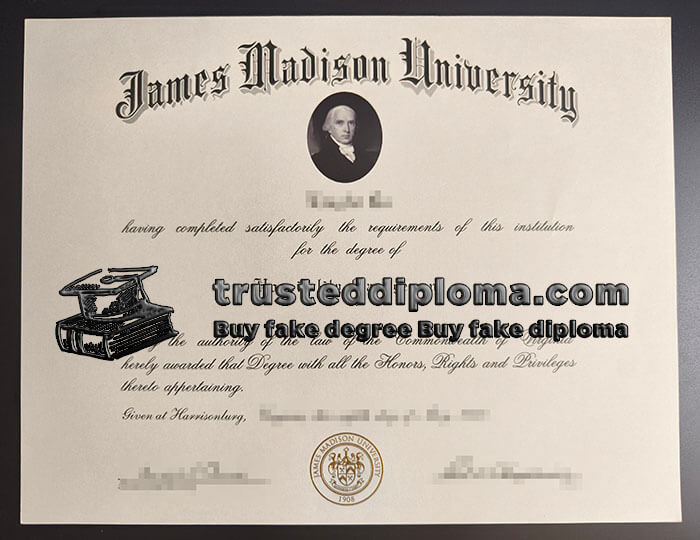 James Madison University
having completed satisfactorily the requirements of this institution
for the degree of
trusteddiploma.com
Buy fake degree Buy fake diploma
the authority of the law of the Commonwealth of Virginia
hereby awarded that Degree with all the Honors, Rights and Privileges
thereto appertaining.
Given at Harrisonburg,
JAMES MADISON UNIVERSITY
1908